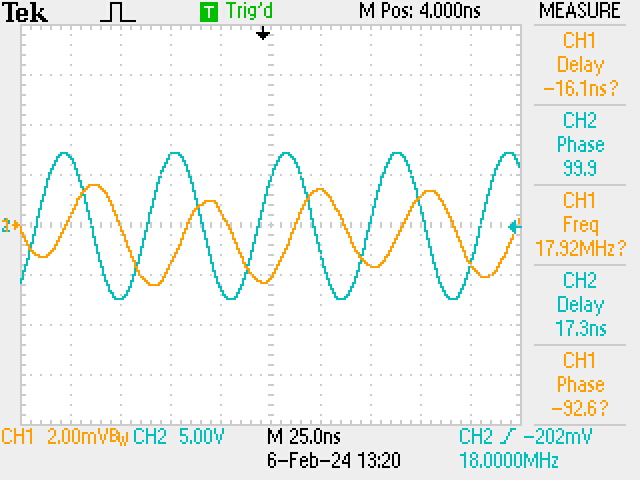 Tek T Trig'd M Pos: 4.000ns MEASURE
CH1
Delay
-16.1ns?
CH2
Phase
99.9
CH1
Freq
17.92MHz?
CH2
Delay
17.3ns
CH1
Phase
-92.6?
2
CH1 2.00mVBw CH2 5.00V M 25.0ns CH2 -202mV
6-Feb-24 13:20 18.0000MHz